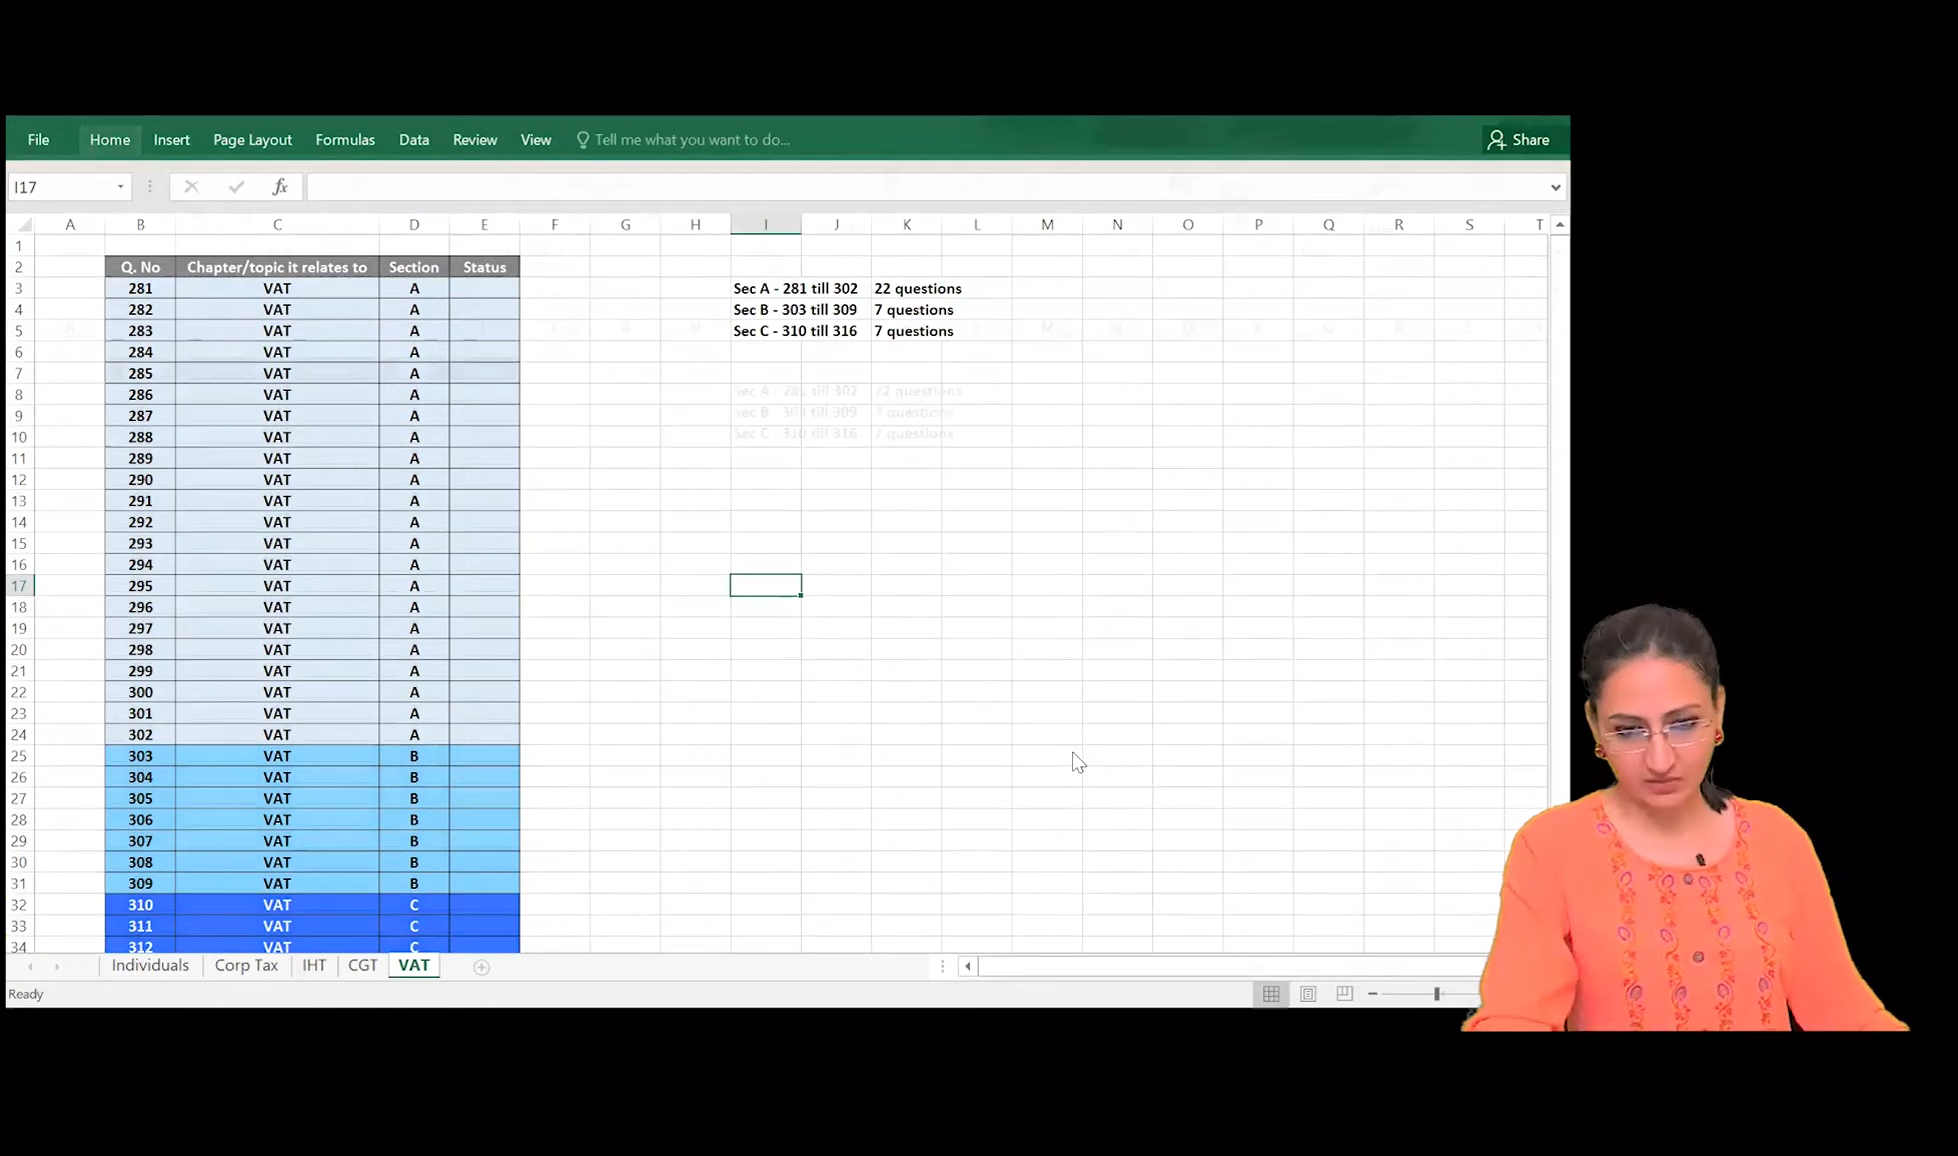 File Home Insert Page Layout Formulas Data Review View Tell me what you want to do... Share
I17 fx
A B C D E F G H I J K L M N O P Q R S T
1
2 Q. No Chapter/topic it relates to Section Status
3 281 VAT A Sec A - 281 till 302 22 questions
4 282 VAT A Sec B - 303 till 309 7 questions
5 283 VAT A Sec C - 310 till 316 7 questions
6 284 VAT A
7 285 VAT A
8 286 VAT A Sec A - 281 till 302 22 questions
9 287 VAT A Sec B - 303 till 309 7 questions
10 288 VAT A Sec C - 310 till 316 7 questions
11 289 VAT A
12 290 VAT A
13 291 VAT A
14 292 VAT A
15 293 VAT A
16 294 VAT A
17 295 VAT A
18 296 VAT A
19 297 VAT A
20 298 VAT A
21 299 VAT A
22 300 VAT A
23 301 VAT A
24 302 VAT A
25 303 VAT B
26 304 VAT B
27 305 VAT B
28 306 VAT B
29 307 VAT B
30 308 VAT B
31 309 VAT B
32 310 VAT C
33 311 VAT C
34 312 VAT C
Individuals Corp Tax IHT CGT VAT
Ready